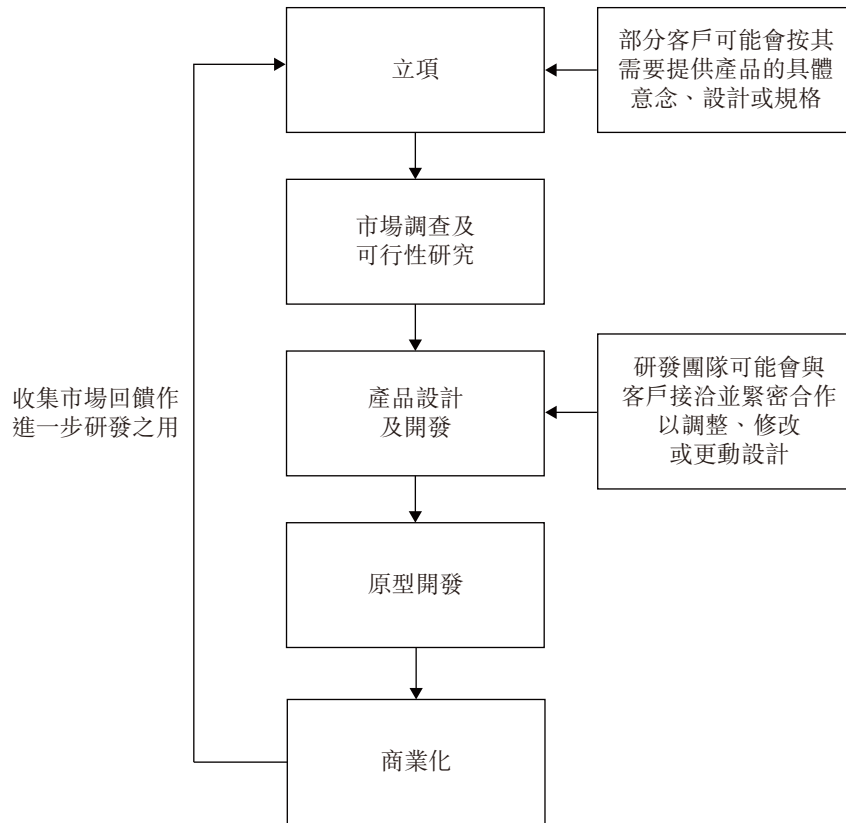 立項
部分客戶可能會按其
需要提供產品的具體
意念、設計或規格
市場調查及
可行性研究
收集市場回饋作
進一步研發之用
產品設計
及開發
研發團隊可能會與
客戶接洽並緊密合作
以調整、修改
或更動設計
原型開發
商業化